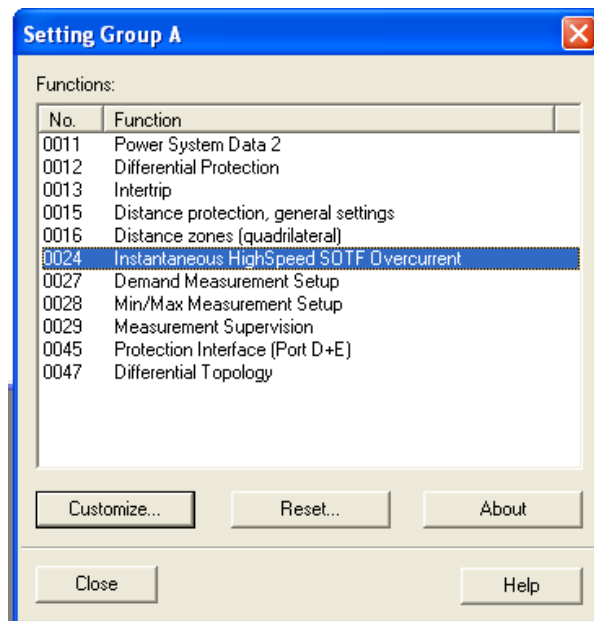 Setting Group A
Functions:
No. Function
0011 Power System Data 2
0012 Differential Protection
0013 Intertrip
0015 Distance protection, general settings
0016 Distance zones (quadrilateral)
0024 Instantaneous HighSpeed SOTF Overcurrent
0027 Demand Measurement Setup
0028 Min/Max Measurement Setup
0029 Measurement Supervision
0045 Protection Interface (Port D+E)
0047 Differential Topology
Customize... Reset... About
Close Help